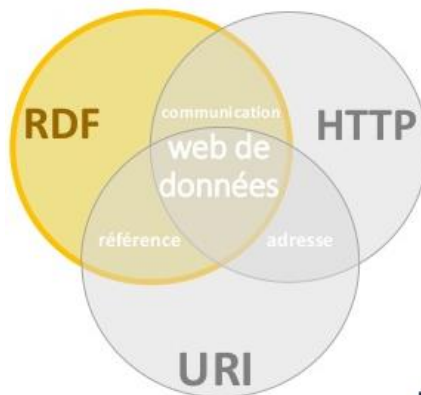 communication
RDF
HTTP
web de
données
référence
adresse
URI